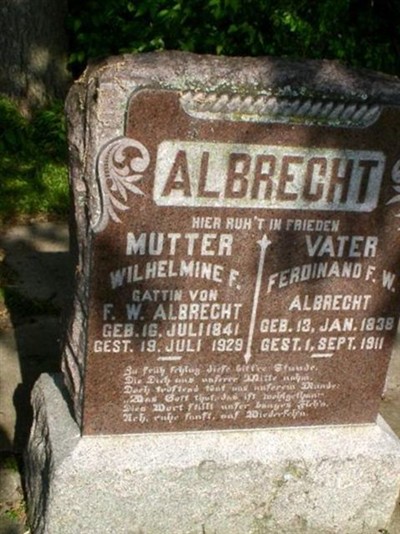 ALBRECHT
HIER RUH'T IN FRIEDEN
MUTTER
WILHELMINE F.
GATTIN VON
F. W. ALBRECHT
GEB. 16. JULI 1841
GEST. 19. JULI 1929
VATER
FERDINAND F. W.
ALBRECHT
GEB. 13. JAN. 1838
GEST. 1. SEPT. 1911
Zu früh schlug diese bittre Stunde.
Die Dich aus unserer Mitte nahm.
Doch tröstend tönt aus unserem Munde:
„Was Gott thut, das ist wohlgethan“
Dies Wort stillt unser banges Flehn.
Ach, ruhe sanft, auf Wiedersehn.